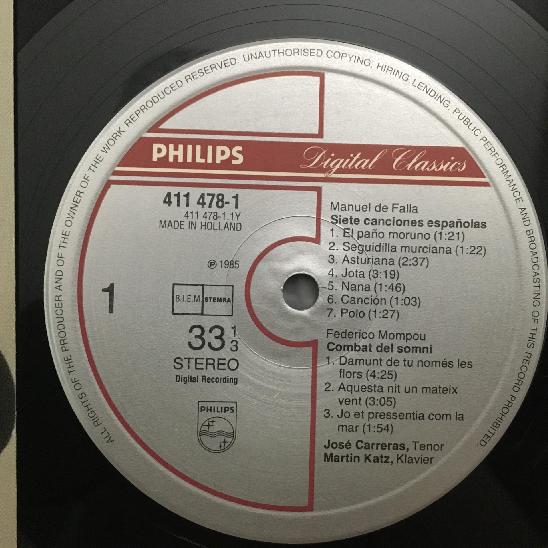 ALL RIGHTS OF THE PRODUCER AND OF THE OWNER OF THE WORK REPRODUCED RESERVED. UNAUTHORISED COPYING, HIRING, LENDING, PUBLIC PERFORMANCE AND BROADCASTING OF THIS RECORD PROHIBITED.
PHILIPS
Digital Classics
411 478-1
411 478-1.1Y
MADE IN HOLLAND
℗ 1985
1
B.I.E.M. STEMRA
33 1/3
STEREO
Digital Recording
PHILIPS
Manuel de Falla
Siete canciones españolas
1. El paño moruno (1:21)
2. Seguidilla murciana (1:22)
3. Asturiana (2:37)
4. Jota (3:19)
5. Nana (1:46)
6. Canción (1:03)
7. Polo (1:27)
Federico Mompou
Combat del somni
1. Damunt de tu només les
flors (4:25)
2. Aquesta nit un mateix
vent (3:05)
3. Jo et pressentia com la
mar (1:54)
José Carreras, Tenor
Martin Katz, Klavier